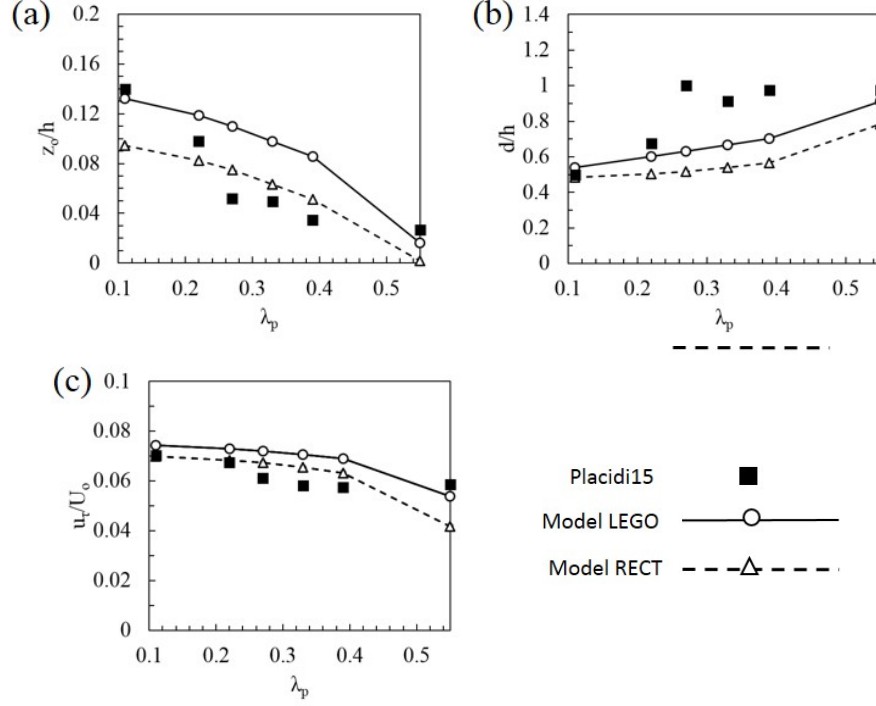 (a)
0.2
0.16
0.12
0.08
0.04
0
z₀/h
0.1 0.2 0.3 0.4 0.5
λₚ
(b)
1.4
1.2
1
0.8
0.6
0.4
0.2
0
d/h
0.1 0.2 0.3 0.4 0.5
λₚ
(c)
0.1
0.08
0.06
0.04
0.02
0
u_τ/U₀
0.1 0.2 0.3 0.4 0.5
λₚ
Placidi15
Model LEGO
Model RECT